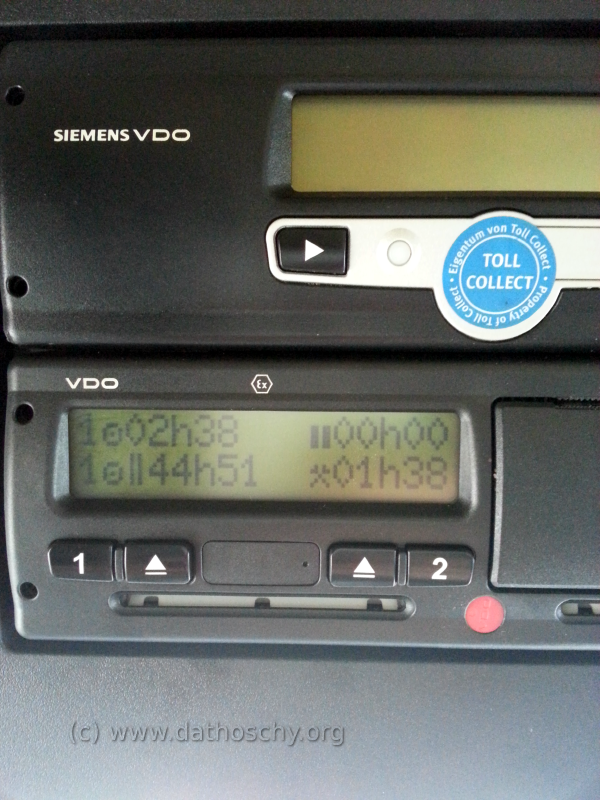 SIEMENS VDO
Eigentum von Toll Collect
TOLL
COLLECT
Property of Toll Collect
VDO
Ex
1 02h38 00h00
1 44h51 01h38
1
2
(c) www.dathoschy.org